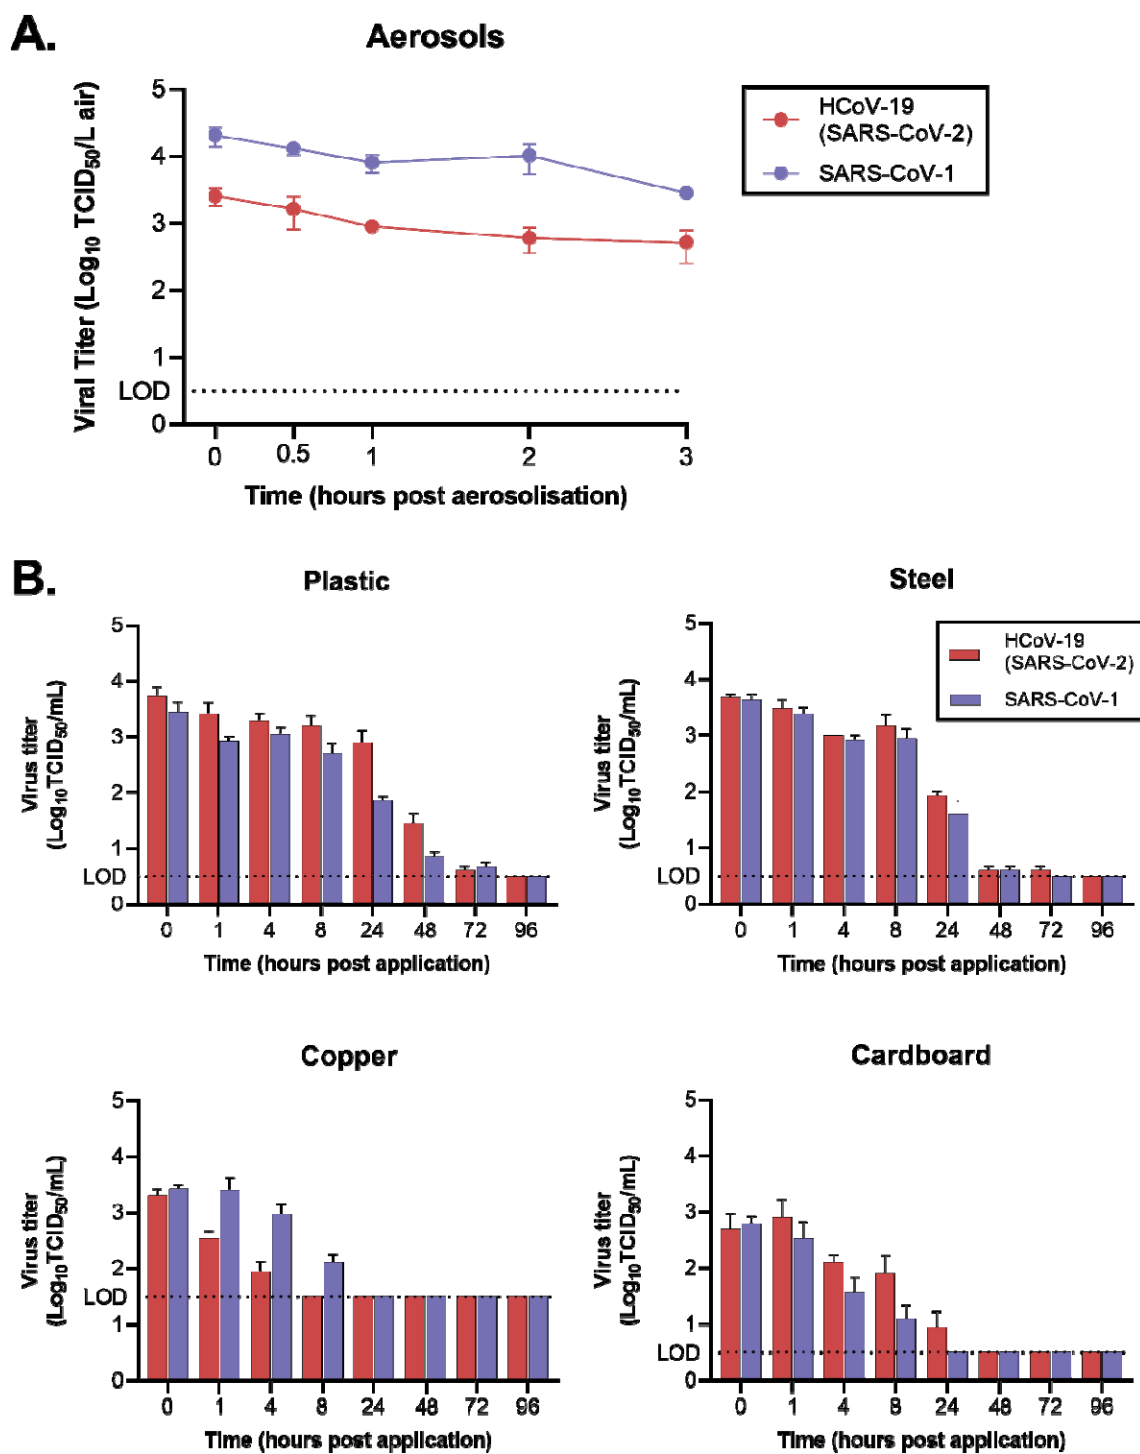 A.
Aerosols
Viral Titer (Log₁₀ TCID₅₀/L air)
5
4
3
2
1
LOD
0
0 0.5 1 2 3
Time (hours post aerosolisation)
HCoV-19
(SARS-CoV-2)
SARS-CoV-1
B.
Plastic
Virus titer
(Log₁₀TCID₅₀/mL)
5
4
3
2
1
LOD
0
0 1 4 8 24 48 72 96
Time (hours post application)
Steel
HCoV-19
(SARS-CoV-2)
SARS-CoV-1
Virus titer
(Log₁₀TCID₅₀/mL)
5
4
3
2
1
LOD
0
0 1 4 8 24 48 72 96
Time (hours post application)
Copper
Virus titer
(Log₁₀TCID₅₀/mL)
5
4
3
2
LOD
1
0
0 1 4 8 24 48 72 96
Time (hours post application)
Cardboard
Virus titer
(Log₁₀TCID₅₀/mL)
5
4
3
2
1
LOD
0
0 1 4 8 24 48 72 96
Time (hours post application)